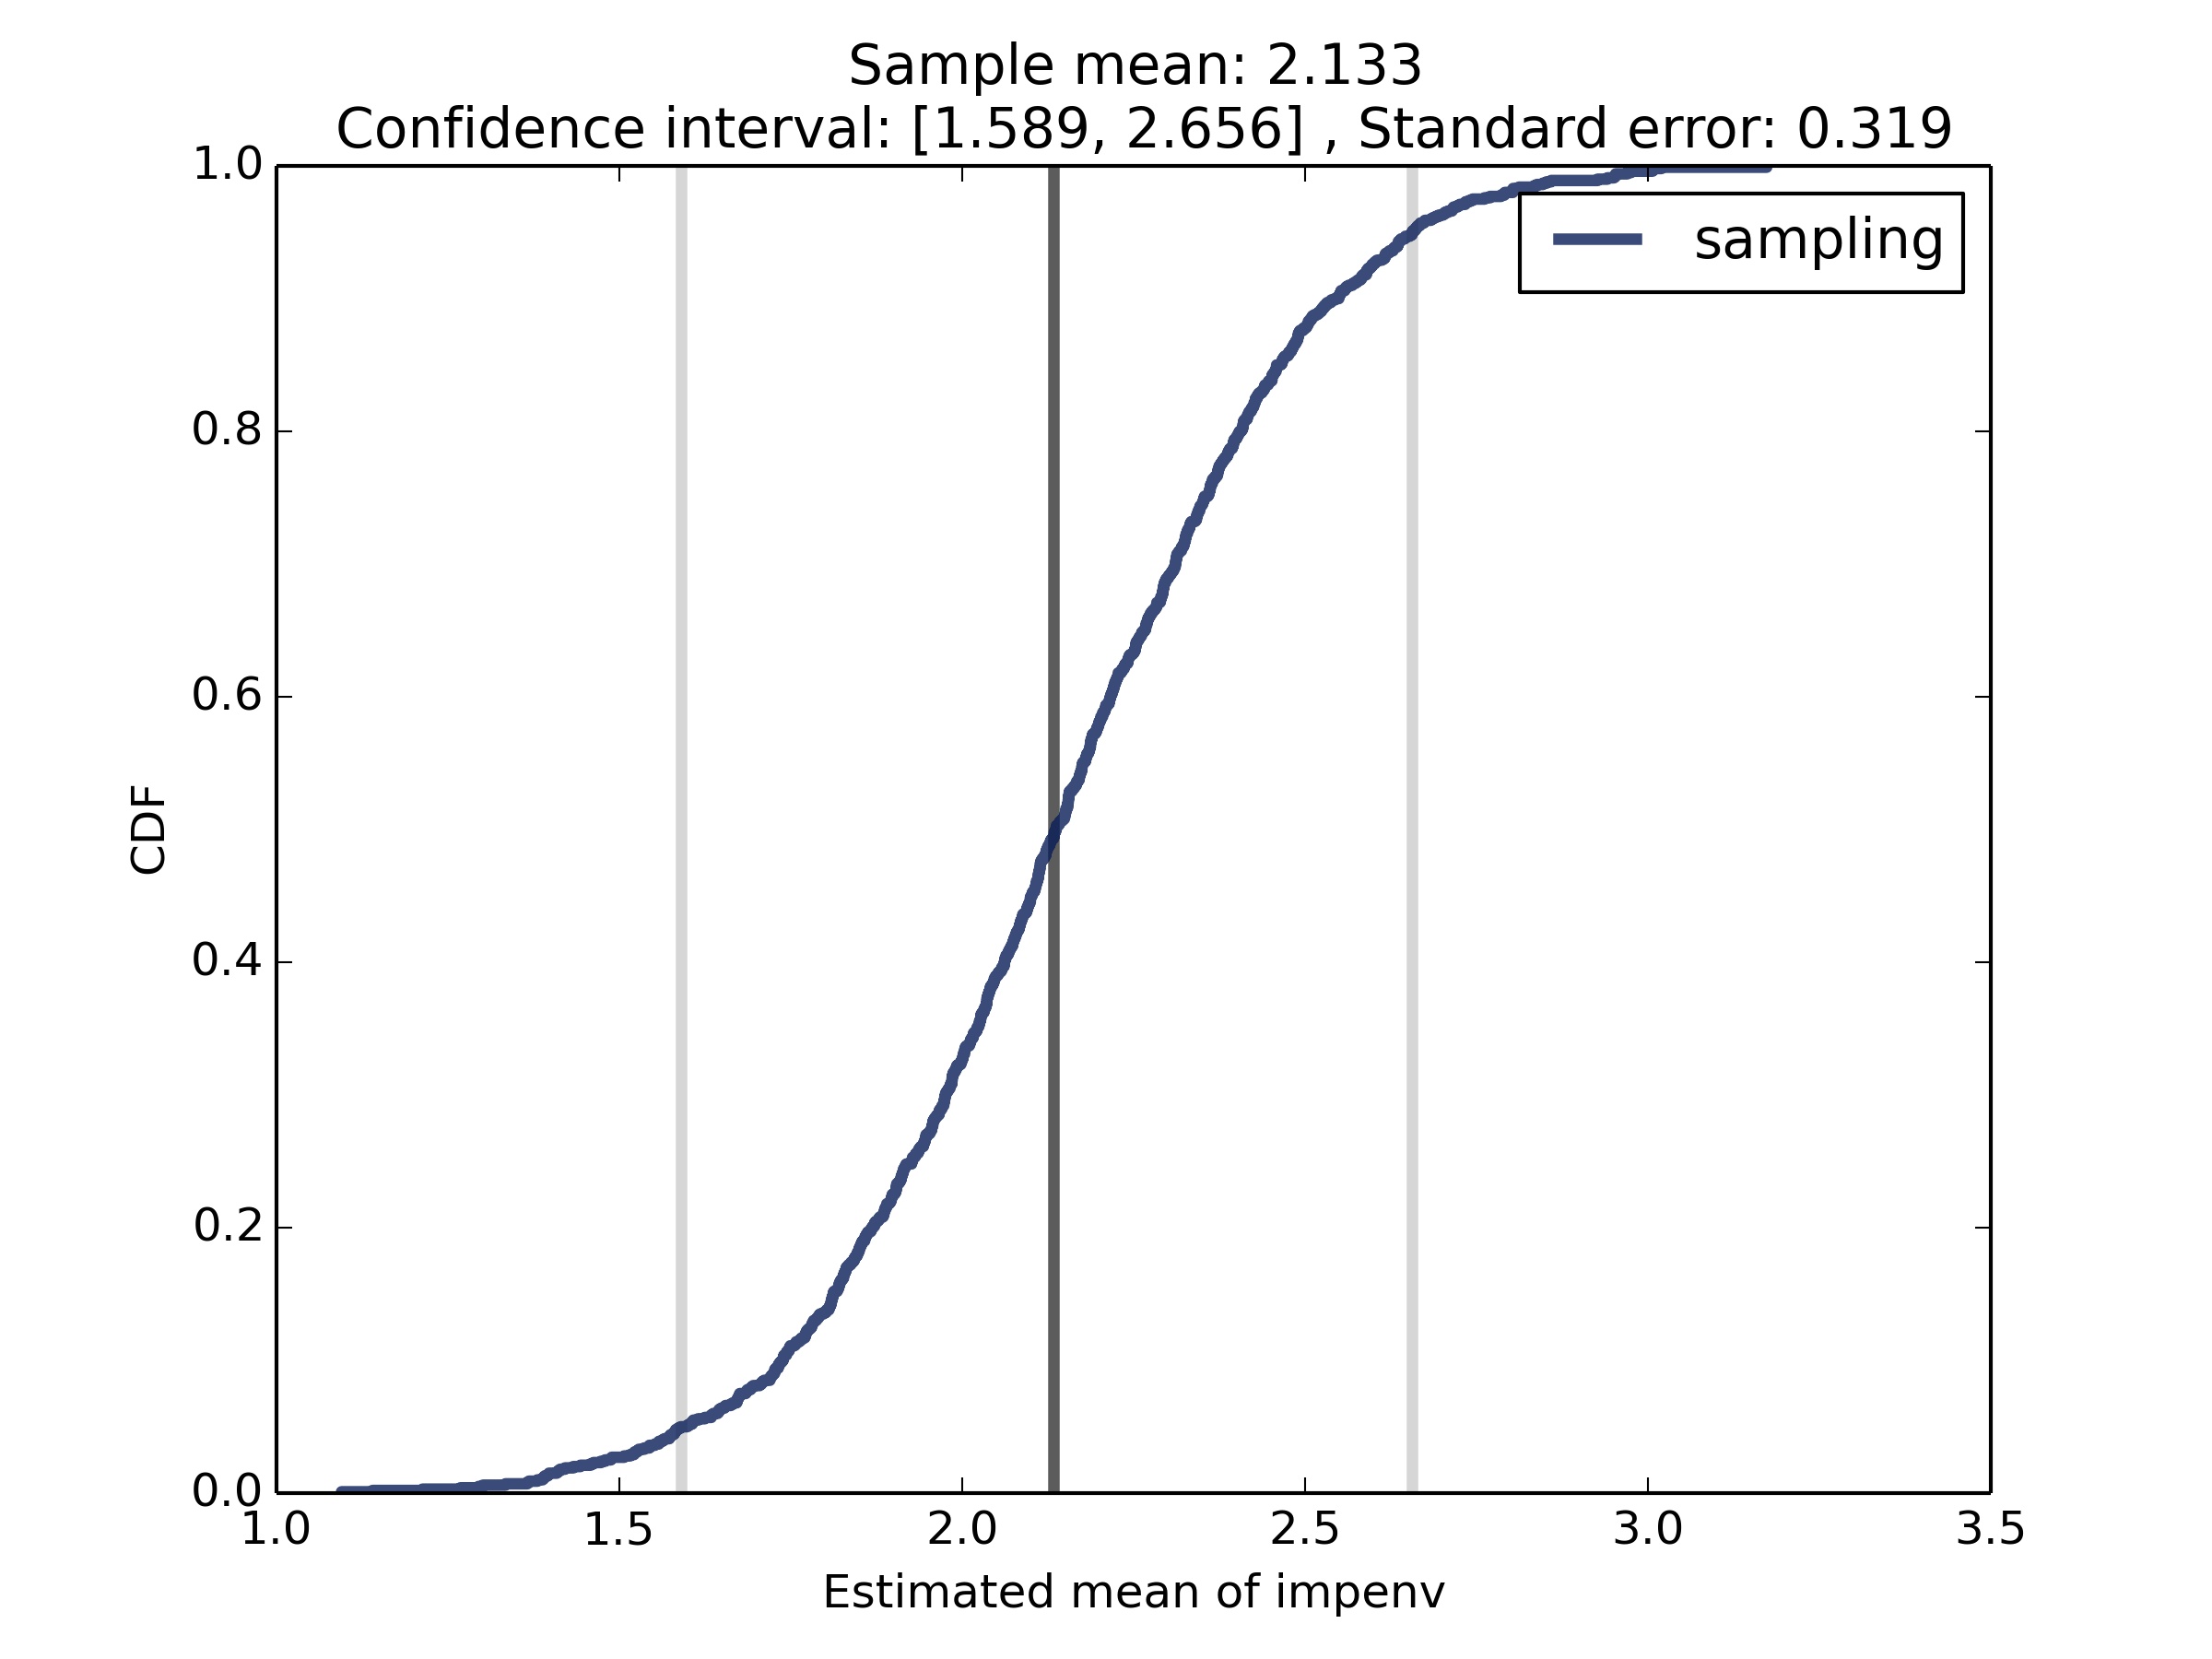 Sample mean: 2.133
Confidence interval: [1.589, 2.656] , Standard error: 0.319
1.0
sampling
0.8
0.6
CDF
0.4
0.2
0.0
1.0 1.5 2.0 2.5 3.0 3.5
Estimated mean of impenv